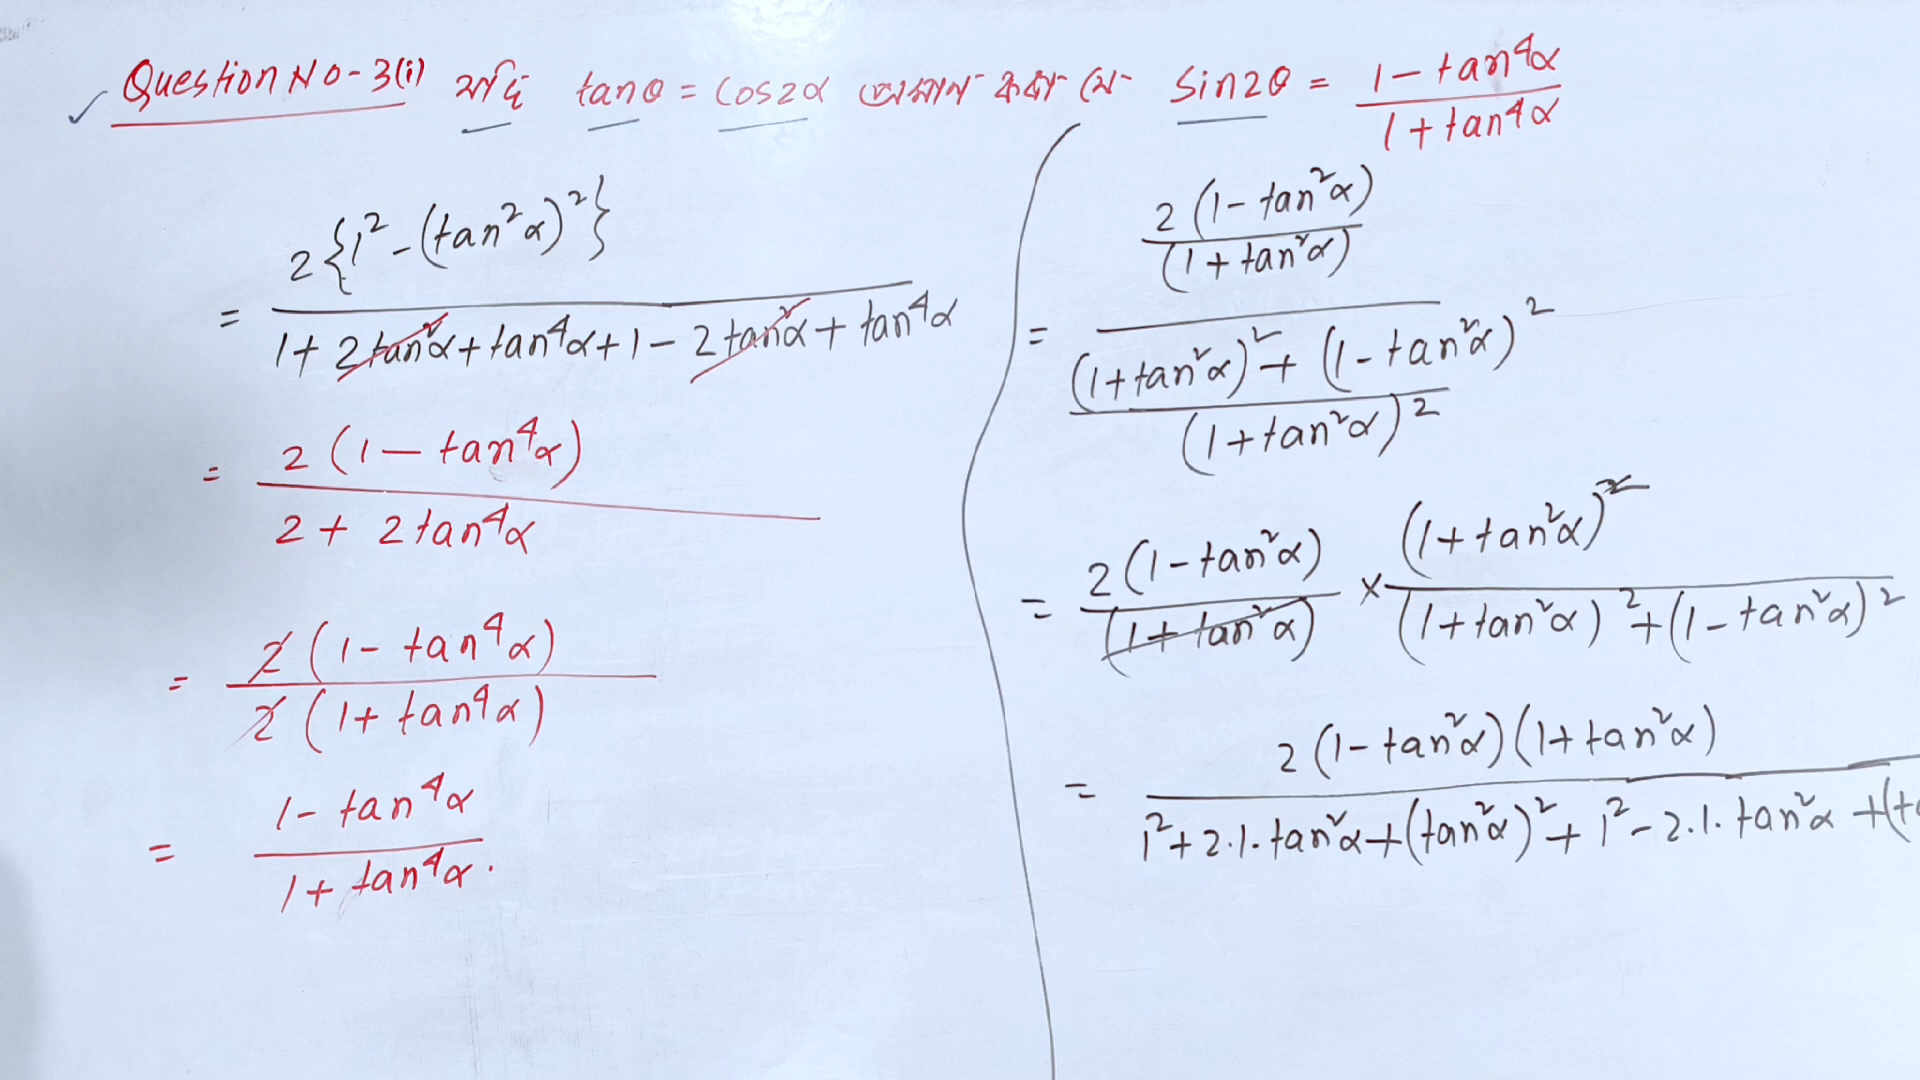 Question No-3(i) যদি tanθ = cos2α প্রমাণ কর যে sin2θ = (1 - tan⁴α)/(1 + tan⁴α)
= 2{1² - (tan²α)²}/(1 + 2tan²α + tan⁴α + 1 - 2tan²α + tan⁴α)
= 2(1 - tan⁴α)/(2 + 2tan⁴α)
= 2(1 - tan⁴α)/2(1 + tan⁴α)
= (1 - tan⁴α)/(1 + tan⁴α).
= [2(1 - tan²α)/(1 + tan²α)]/[{(1 + tan²α)² + (1 - tan²α)²}/(1 + tan²α)²]
= 2(1 - tan²α)/(1 + tan²α) × (1 + tan²α)²/{(1 + tan²α)² + (1 - tan²α)²}
= 2(1 - tan²α)(1 + tan²α)/1² + 2.1.tan²α + (tan²α)² + 1² - 2.1.tan²α + (t